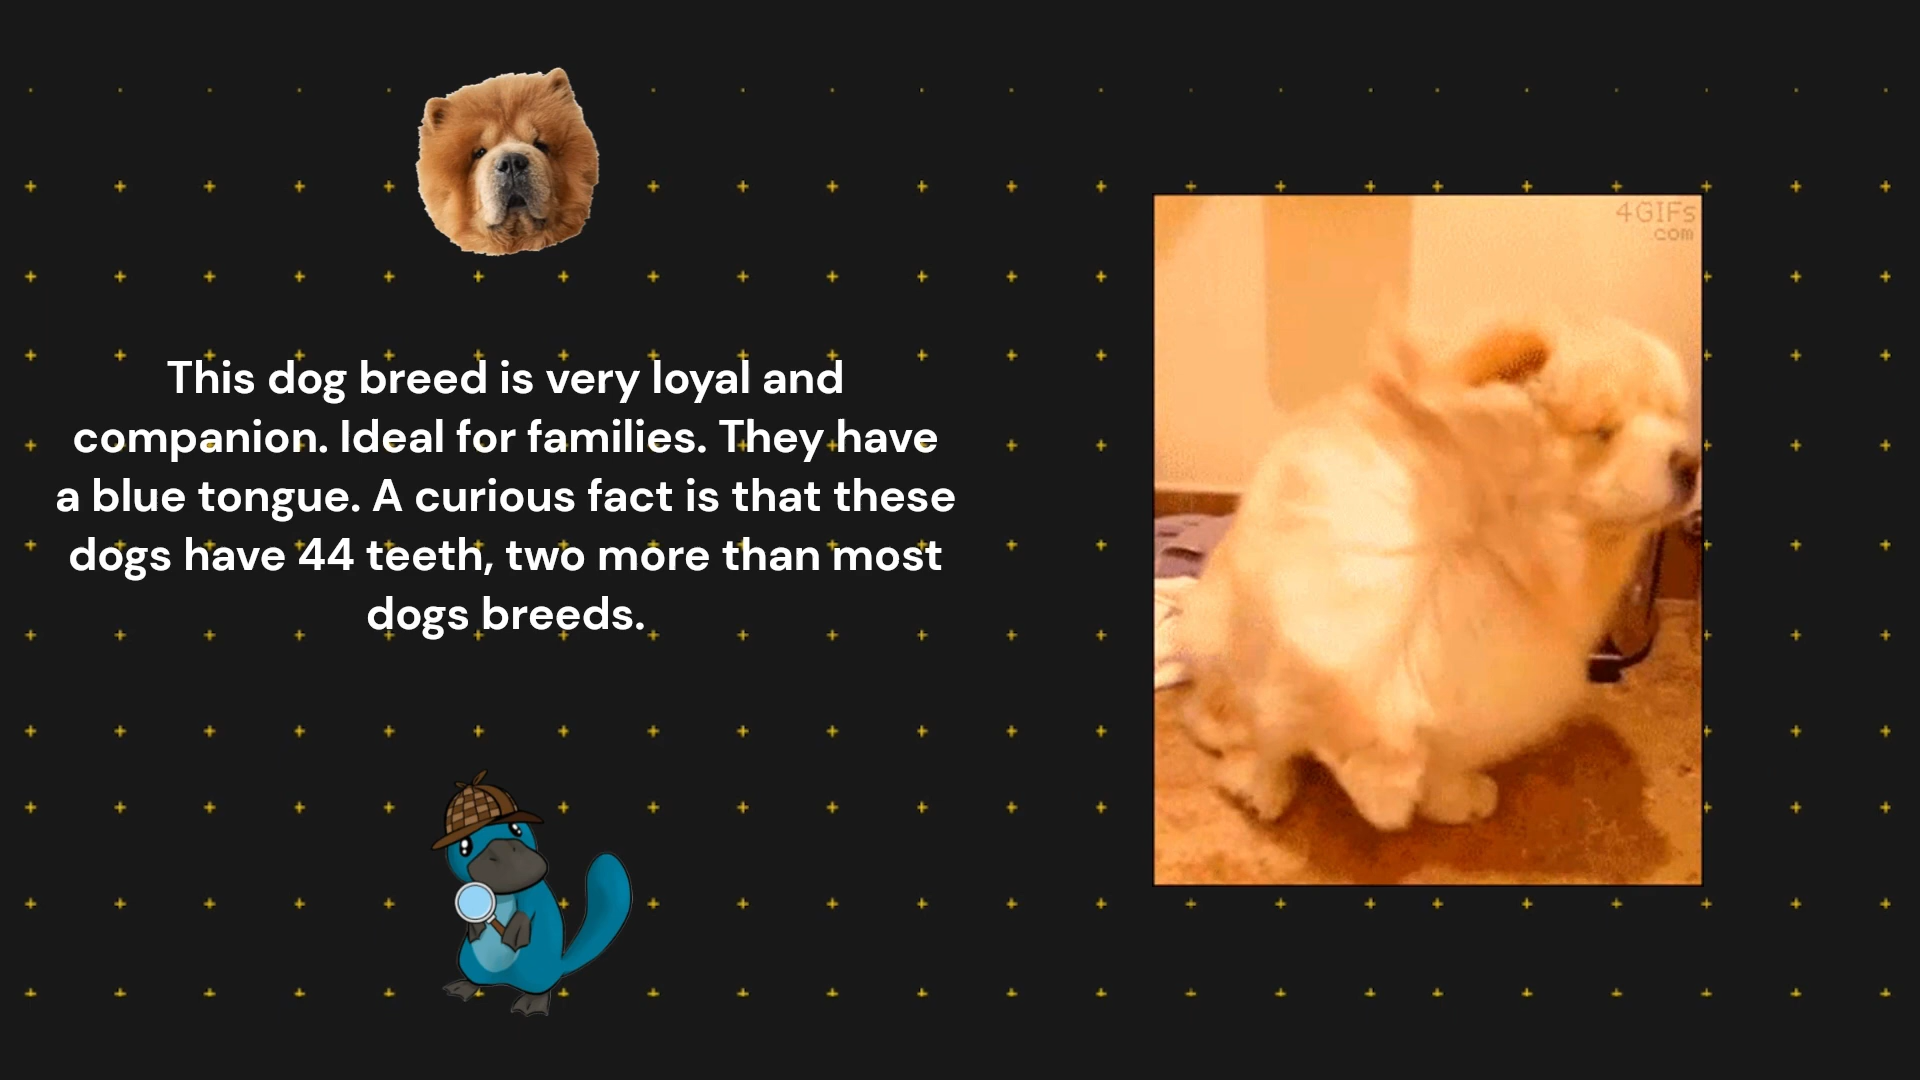 This dog breed is very loyal and
companion. Ideal for families. They have
a blue tongue. A curious fact is that these
dogs have 44 teeth, two more than most
dogs breeds.
4GIFs
com